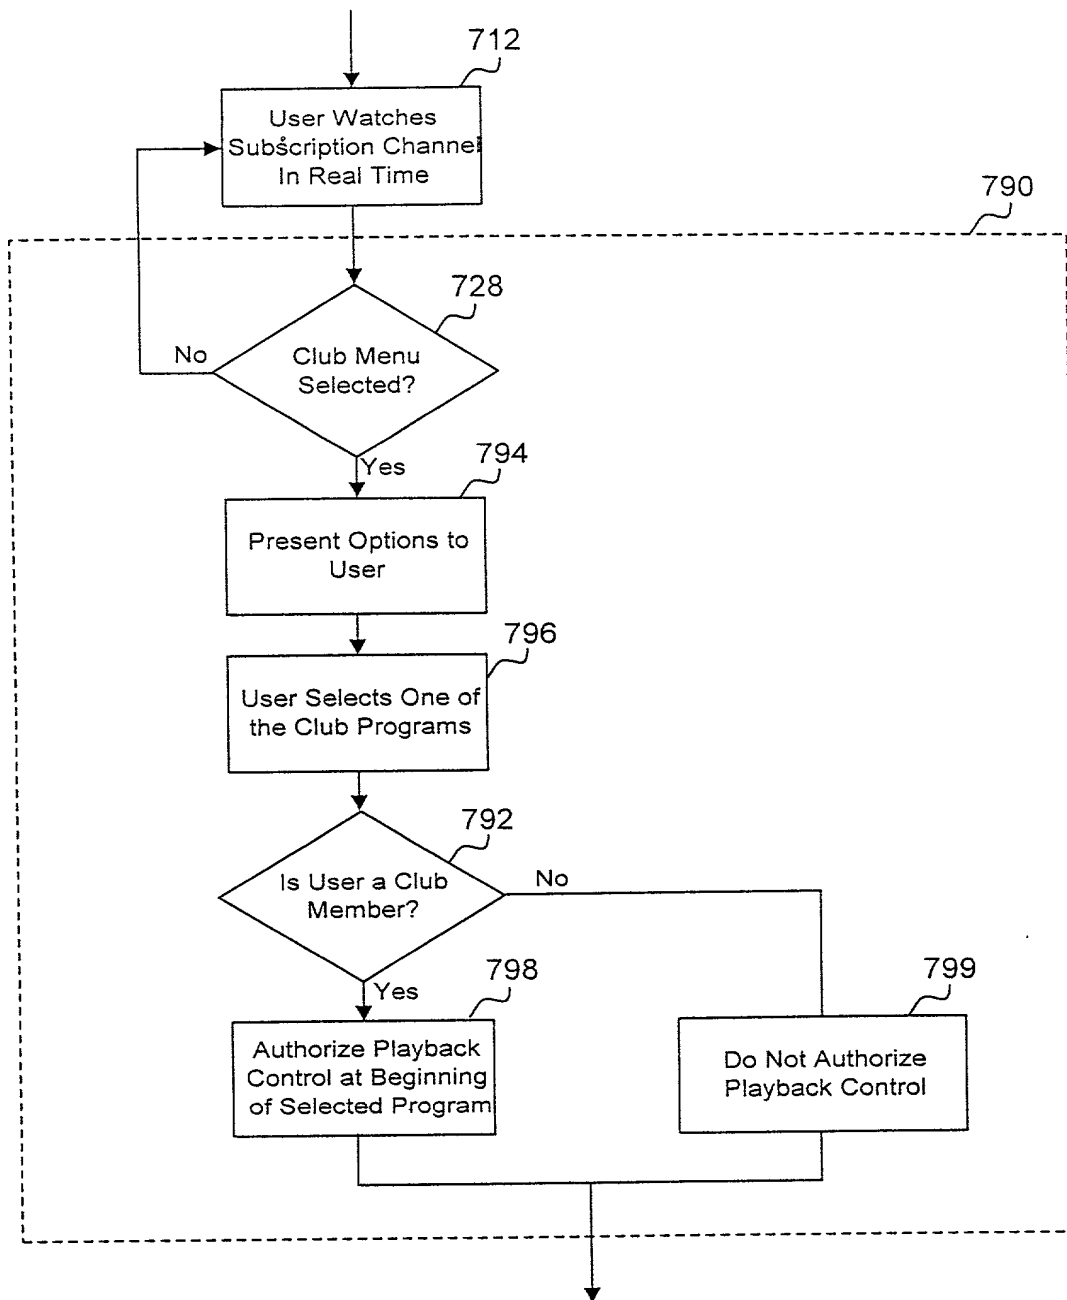 712
User Watches
Subscription Channel
In Real Time
790
728
No
Club Menu
Selected?
Yes
794
Present Options to
User
796
User Selects One of
the Club Programs
792
Is User a Club
Member?
No
Yes
798
Authorize Playback
Control at Beginning
of Selected Program
799
Do Not Authorize
Playback Control